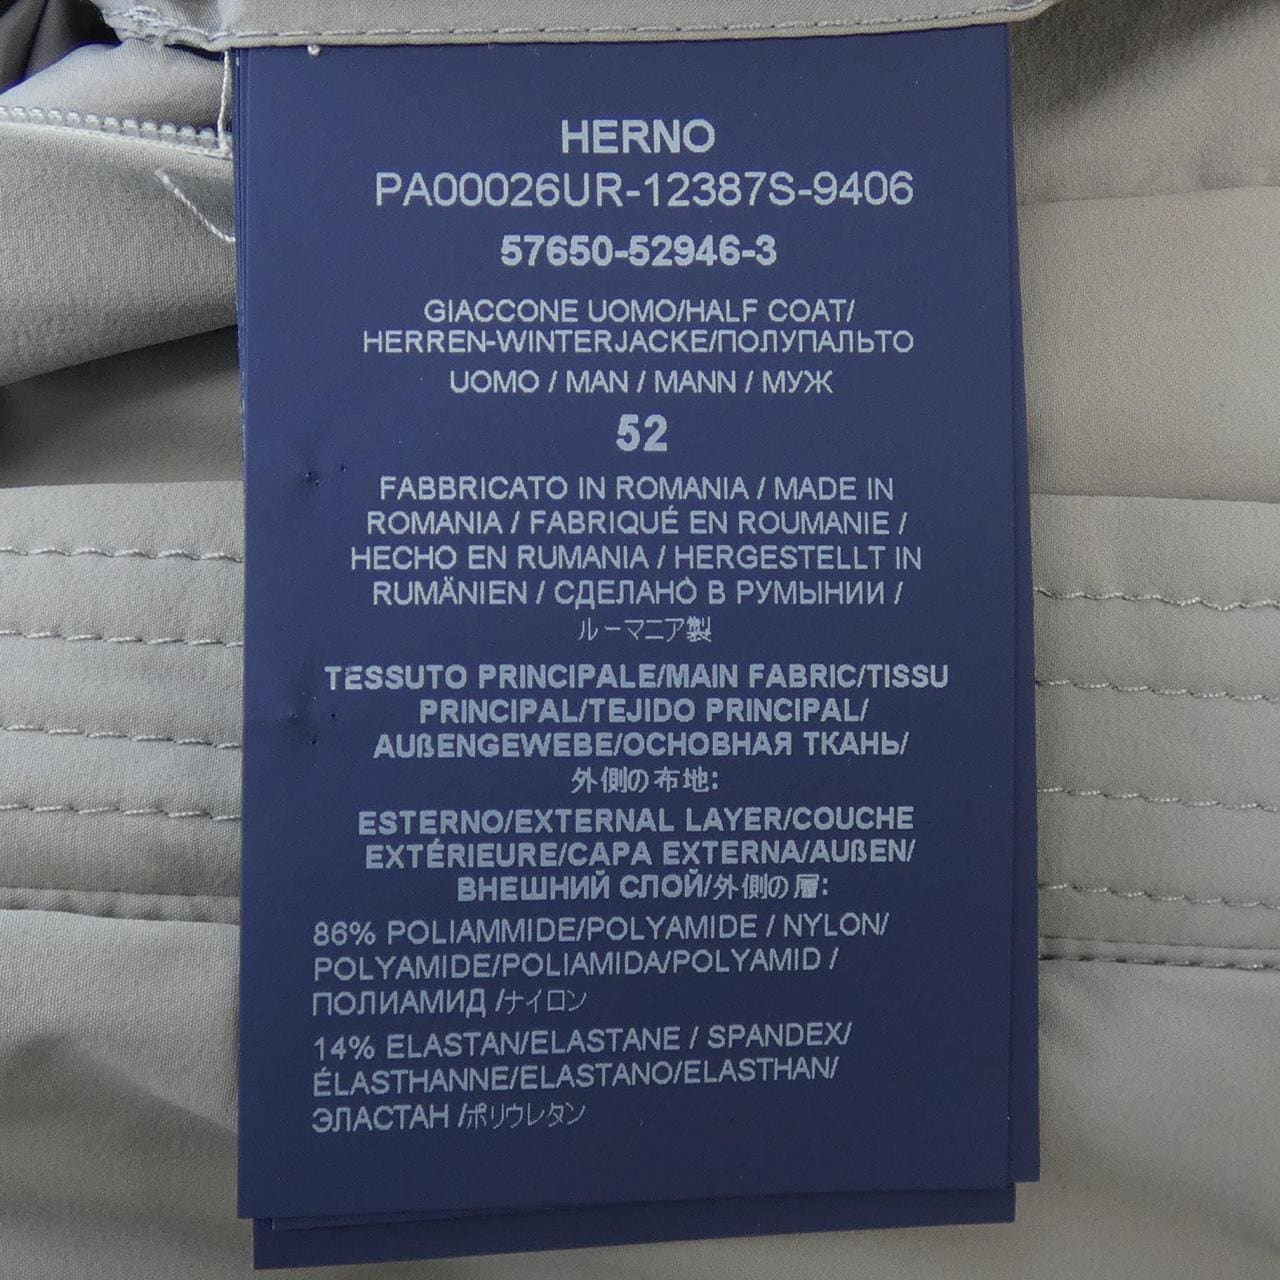 HERNO
PA00026UR-12387S-9406
57650-52946-3
GIACCONE UOMO/HALF COAT/
HERREN-WINTERJACKE/ПОЛУПАЛЬТО
UOMO / MAN / MANN / МУЖ
52
FABBRICATO IN ROMANIA / MADE IN
ROMANIA / FABRIQUÉ EN ROUMANIE /
HECHO EN RUMANIA / HERGESTELLT IN
RUMÄNIEN / СДЕЛАНÒ В РУМЫНИИ /
ルーマニア製
TESSUTO PRINCIPALE/MAIN FABRIC/TISSU
PRINCIPAL/TEJIDO PRINCIPAL/
AUßENGEWEBE/ОСНОВНАЯ ТКАНЬ/
外側の布地:
ESTERNO/EXTERNAL LAYER/COUCHE
EXTÉRIEURE/CAPA EXTERNA/AUßEN/
ВНЕШНИЙ СЛОЙ/外側の層:
86% POLIAMMIDE/POLYAMIDE / NYLON/
POLYAMIDE/POLIAMIDA/POLYAMID /
ПОЛИАМИД /ナイロン
14% ELASTAN/ELASTANE / SPANDEX/
ÉLASTHANNE/ELASTANO/ELASTHAN/
ЭЛАСТАН /ポリウレタン